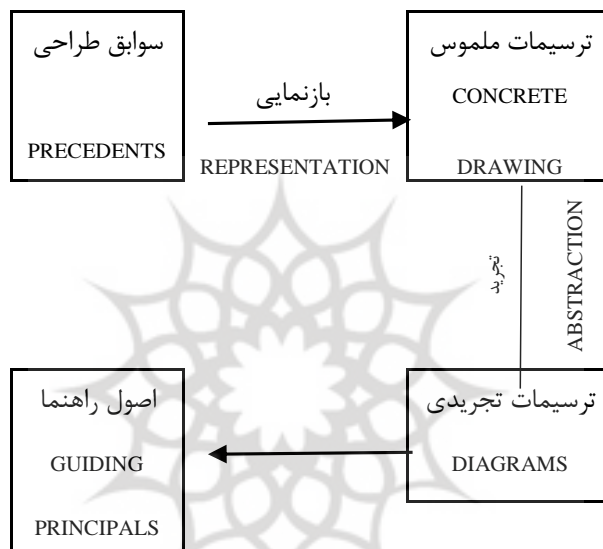 سوابق طراحی
PRECEDENTS
بازنمایی
REPRESENTATION
ترسیمات ملموس
CONCRETE
DRAWING
تجرید
ABSTRACTION
ترسیمات تجریدی
DIAGRAMS
اصول راهنما
GUIDING
PRINCIPALS